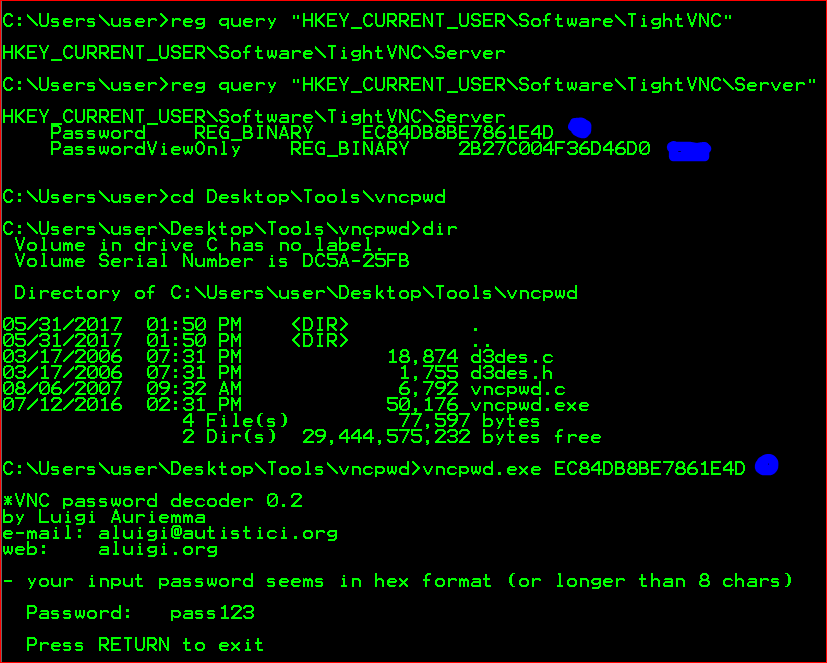 C:\Users\user>reg query "HKEY_CURRENT_USER\Software\TightVNC"
HKEY_CURRENT_USER\Software\TightVNC\Server
C:\Users\user>reg query "HKEY_CURRENT_USER\Software\TightVNC\Server"
HKEY_CURRENT_USER\Software\TightVNC\Server
    Password    REG_BINARY    EC84DB8BE7861E4D
    PasswordViewOnly    REG_BINARY    2B27C004F36D46D0
C:\Users\user>cd Desktop\Tools\vncpwd
C:\Users\user\Desktop\Tools\vncpwd>dir
 Volume in drive C has no label.
 Volume Serial Number is DC5A-25FB
 Directory of C:\Users\user\Desktop\Tools\vncpwd
05/31/2017  01:50 PM    <DIR>          .
05/31/2017  01:50 PM    <DIR>          ..
03/17/2006  07:31 PM            18,874 d3des.c
03/17/2006  07:31 PM             1,755 d3des.h
08/06/2007  09:32 AM             6,792 vncpwd.c
07/12/2016  02:31 PM            50,176 vncpwd.exe
               4 File(s)         77,597 bytes
               2 Dir(s)  29,444,575,232 bytes free
C:\Users\user\Desktop\Tools\vncpwd>vncpwd.exe EC84DB8BE7861E4D
*VNC password decoder 0.2
by Luigi Auriemma
e-mail: aluigi@autistici.org
web:    aluigi.org
- your input password seems in hex format (or longer than 8 chars)
  Password:   pass123
  Press RETURN to exit